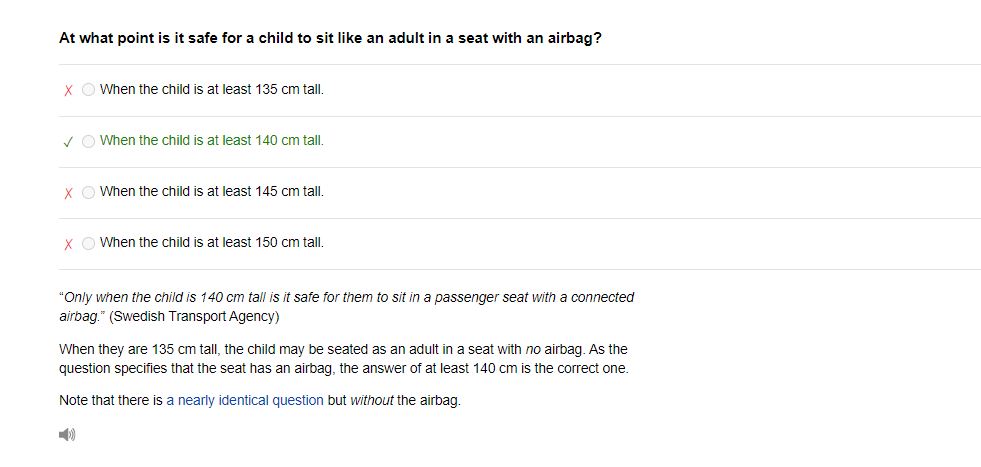 At what point is it safe for a child to sit like an adult in a seat with an airbag?
When the child is at least 135 cm tall.
When the child is at least 140 cm tall.
When the child is at least 145 cm tall.
When the child is at least 150 cm tall.
“Only when the child is 140 cm tall is it safe for them to sit in a passenger seat with a connected
airbag.” (Swedish Transport Agency)
When they are 135 cm tall, the child may be seated as an adult in a seat with no airbag. As the
question specifies that the seat has an airbag, the answer of at least 140 cm is the correct one.
Note that there is a nearly identical question but without the airbag.